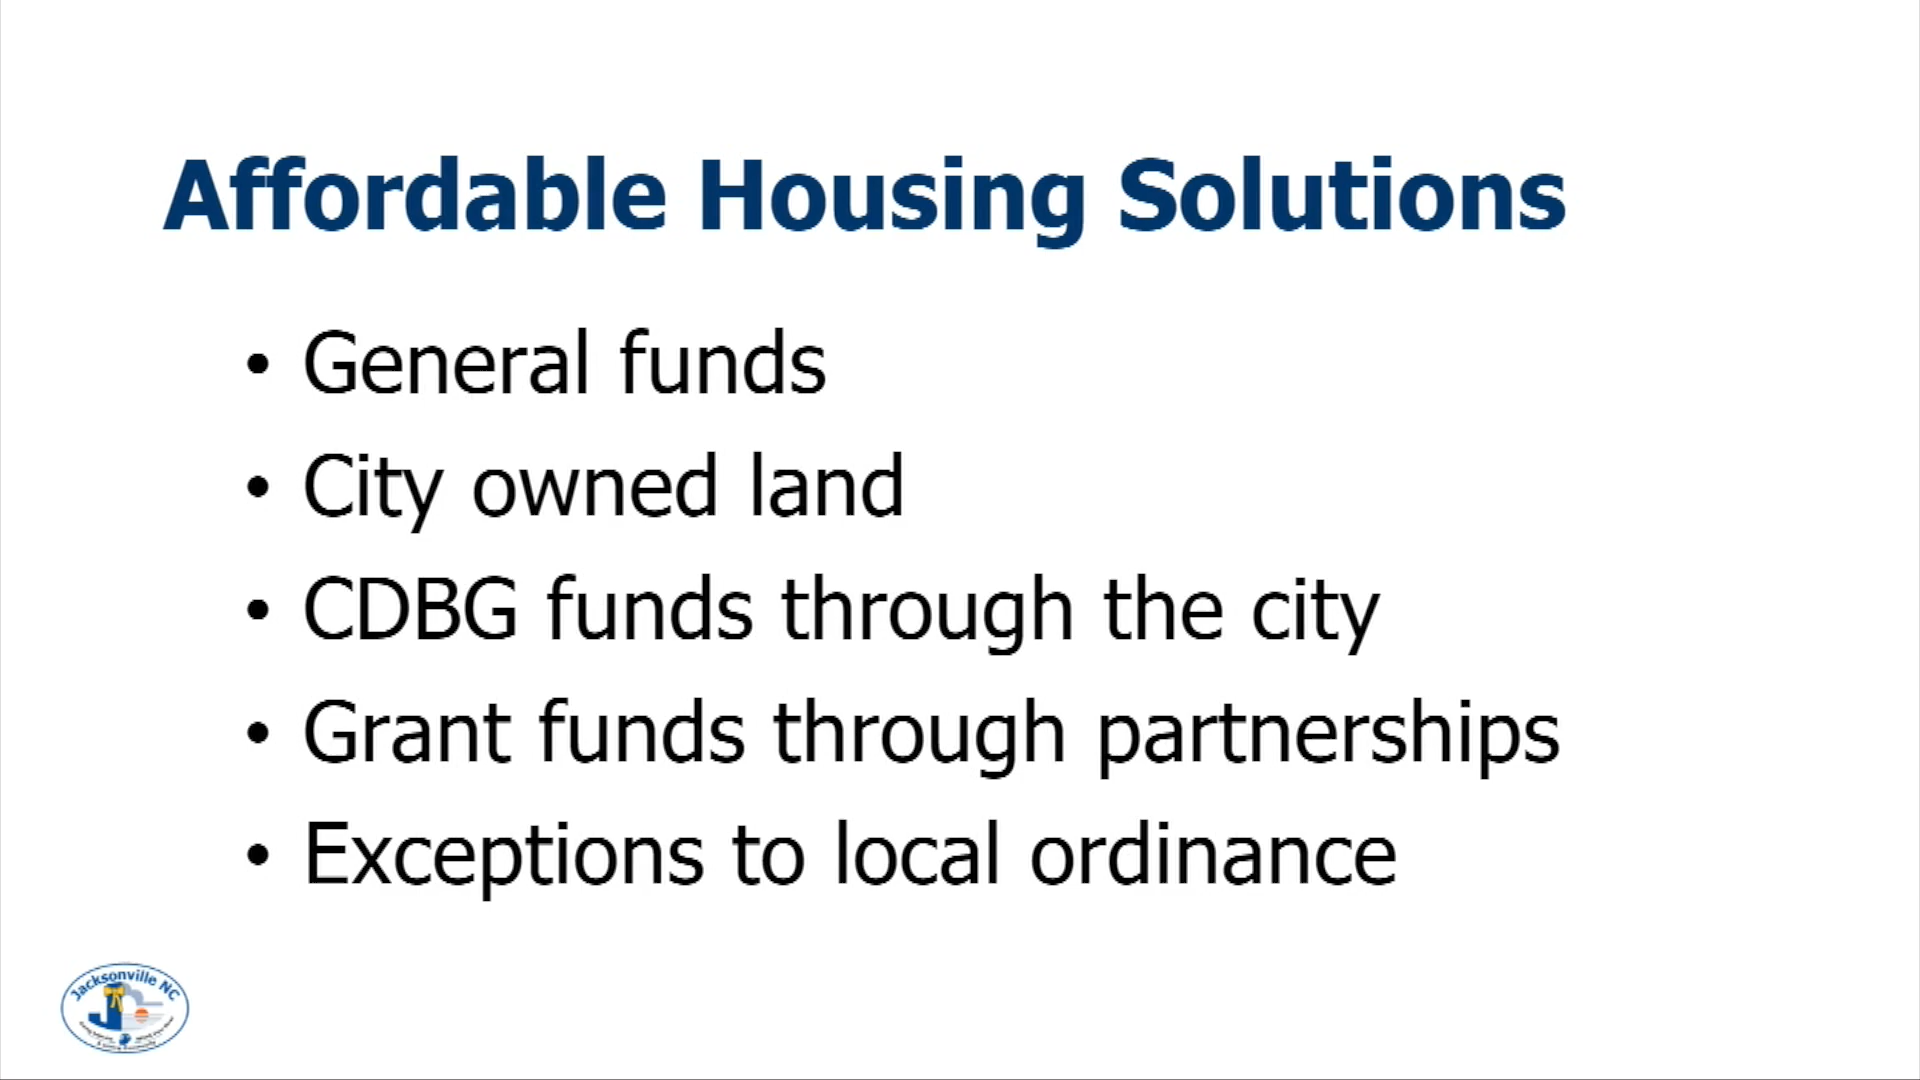 Affordable Housing Solutions
• General funds
• City owned land
• CDBG funds through the city
• Grant funds through partnerships
• Exceptions to local ordinance
Jacksonville NC